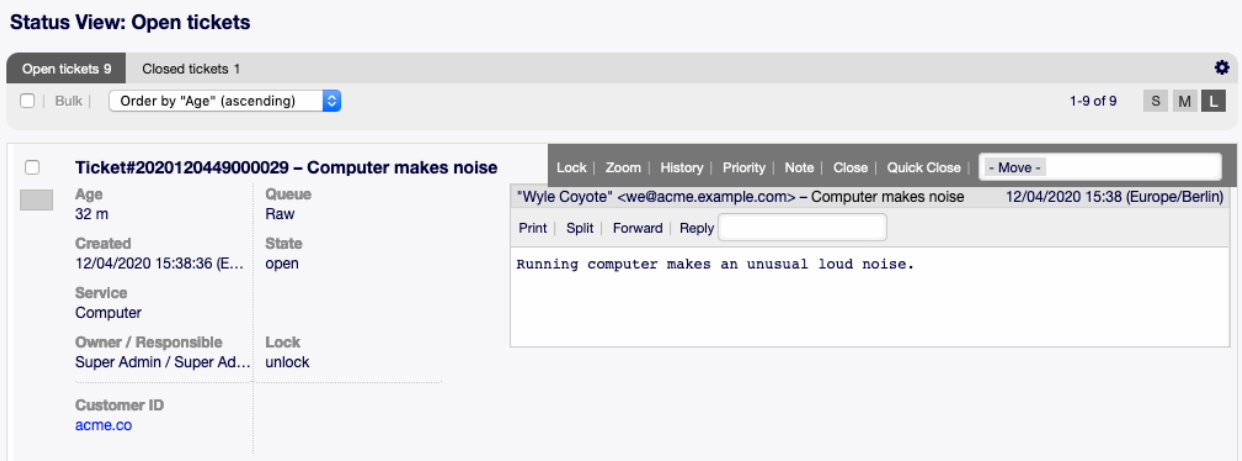 Status View: Open tickets
Open tickets 9 Closed tickets 1
Bulk | Order by "Age" (ascending) 1-9 of 9 S M L
Ticket#2020120449000029 – Computer makes noise
Lock | Zoom | History | Priority | Note | Close | Quick Close | - Move -
Age
32 m
Queue
Raw
Created
12/04/2020 15:38:36 (E...
State
open
Service
Computer
Owner / Responsible
Super Admin / Super Ad...
Lock
unlock
Customer ID
acme.co
"Wyle Coyote" <we@acme.example.com> – Computer makes noise 12/04/2020 15:38 (Europe/Berlin)
Print | Split | Forward | Reply
Running computer makes an unusual loud noise.